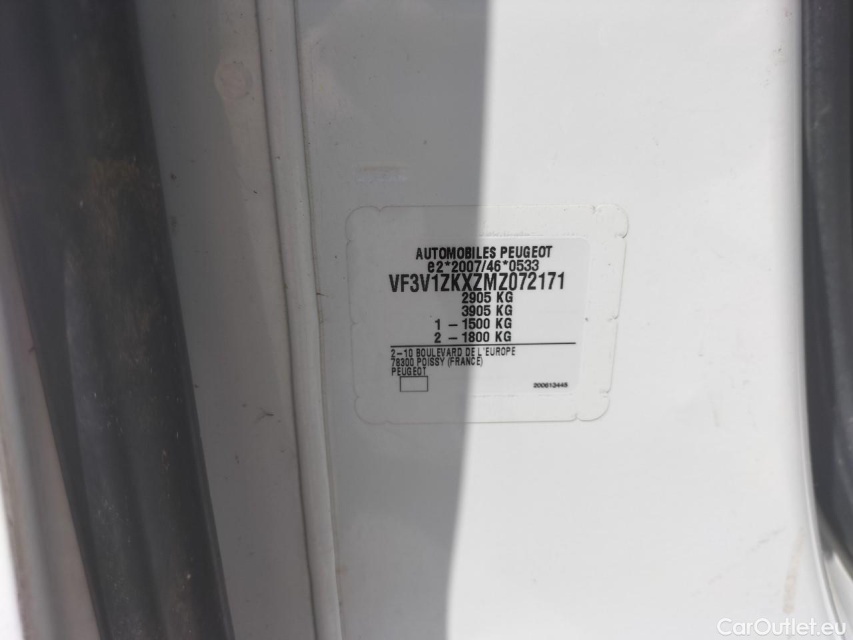 AUTOMOBILES PEUGEOT
e2*2007/46*0533
VF3V1ZKXZMZ072171
2905 KG
3905 KG
1 - 1500 KG
2 - 1800 KG
2-10 BOULEVARD DE L'EUROPE
78300 POISSY (FRANCE)
PEUGEOT
200613445
CarOutlet.eu